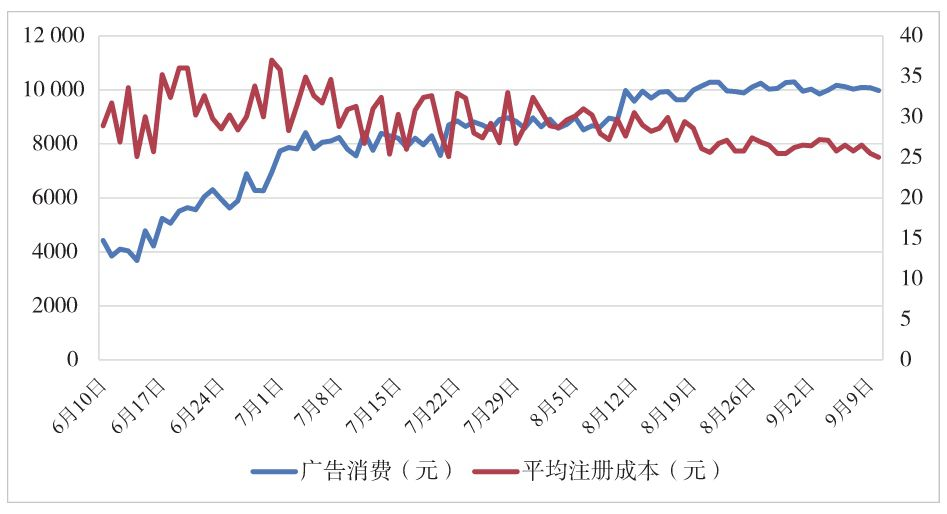 12 000
10 000
8000
6000
4000
2000
0
40
35
30
25
20
15
10
5
0
6月10日
6月17日
6月24日
7月1日
7月8日
7月15日
7月22日
7月29日
8月5日
8月12日
8月19日
8月26日
9月2日
9月9日
广告消费（元）
平均注册成本（元）